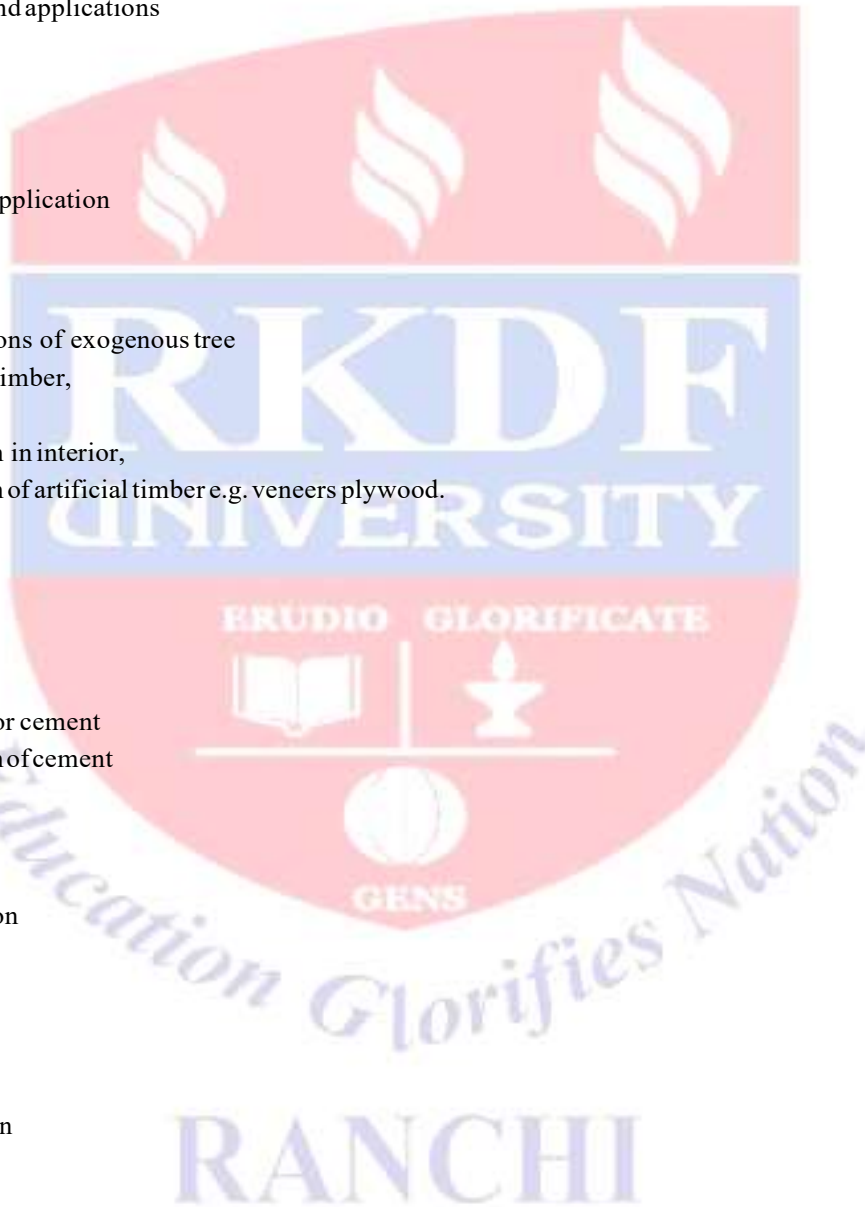 nd applications
pplication
ons of exogenous tree
imber,
n in interior,
n of artificial timber e.g. veneers plywood.
RKDF
UNIVERSITY
ERUDIO GLORIFICATE
or cement
n of cement
GENS
on
Education Glorifies Nation
n
RANCHI